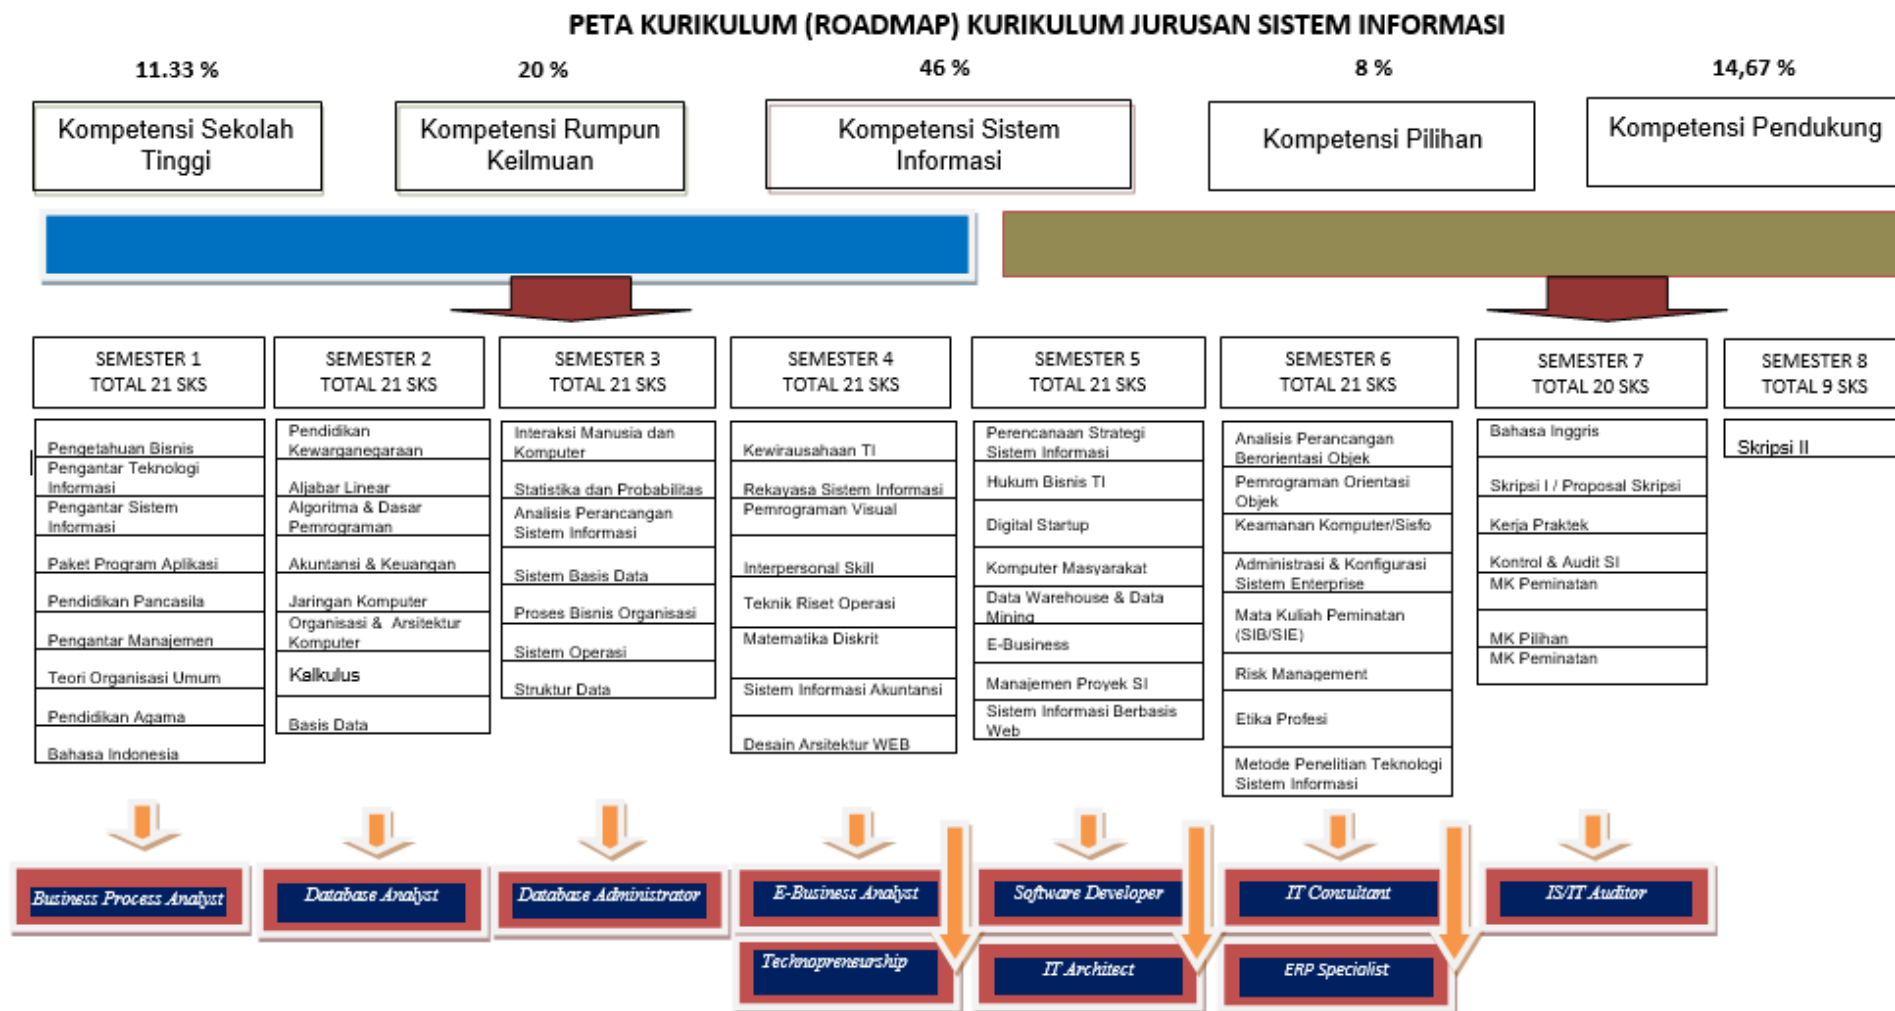 PETA KURIKULUM (ROADMAP) KURIKULUM JURUSAN SISTEM INFORMASI
11.33 %
20 %
46 %
8 %
14,67 %
Kompetensi Sekolah
Tinggi
Kompetensi Rumpun
Keilmuan
Kompetensi Sistem
Informasi
Kompetensi Pilihan
Kompetensi Pendukung
SEMESTER 1
TOTAL 21 SKS
Pengetahuan Bisnis
Pengantar Teknologi
Informasi
Pengantar Sistem
Informasi
Paket Program Aplikasi
Pendidikan Pancasila
Pengantar Manajemen
Teori Organisasi Umum
Pendidikan Agama
Bahasa Indonesia
SEMESTER 2
TOTAL 21 SKS
Pendidikan
Kewarganegaraan
Aljabar Linear
Algoritma & Dasar
Pemrograman
Akuntansi & Keuangan
Jaringan Komputer
Organisasi & Arsitektur
Komputer
Kalkulus
Basis Data
SEMESTER 3
TOTAL 21 SKS
Interaksi Manusia dan
Komputer
Statistika dan Probabilitas
Analisis Perancangan
Sistem Informasi
Sistem Basis Data
Proses Bisnis Organisasi
Sistem Operasi
Struktur Data
SEMESTER 4
TOTAL 21 SKS
Kewirausahaan TI
Rekayasa Sistem Informasi
Pemrograman Visual
Interpersonal Skill
Teknik Riset Operasi
Matematika Diskrit
Sistem Informasi Akuntansi
Desain Arsitektur WEB
SEMESTER 5
TOTAL 21 SKS
Perencanaan Strategi
Sistem Informasi
Hukum Bisnis TI
Digital Startup
Komputer Masyarakat
Data Warehouse & Data
Mining
E-Business
Manajemen Proyek SI
Sistem Informasi Berbasis
Web
SEMESTER 6
TOTAL 21 SKS
Analisis Perancangan
Berorientasi Objek
Pemrograman Orientasi
Objek
Keamanan Komputer/Sisfo
Administrasi & Konfigurasi
Sistem Enterprise
Mata Kuliah Peminatan
(SIB/SIE)
Risk Management
Etika Profesi
Metode Penelitian Teknologi
Sistem Informasi
SEMESTER 7
TOTAL 20 SKS
Bahasa Inggris
Skripsi I / Proposal Skripsi
Kerja Praktek
Kontrol & Audit SI
MK Peminatan
MK Pilihan
MK Peminatan
SEMESTER 8
TOTAL 9 SKS
Skripsi II
Business Process Analyst
Database Analyst
Database Administrator
E-Business Analyst
Software Developer
IT Consultant
IS/IT Auditor
Technopreneurship
IT Architect
ERP Specialist